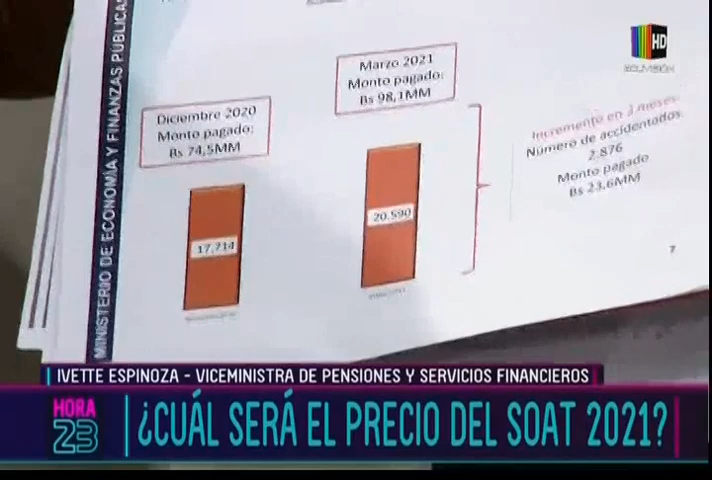 MINISTERIO DE ECONOMÍA Y FINANZAS PÚBLICAS
HD
Diciembre 2020
Monto pagado:
Bs 74,5MM
17,714
Marzo 2021
Monto pagado:
Bs 98,1MM
20.590
Incremento en 3 meses
Número de accidentados
2.876
Monto pagado
Bs 23,6MM
7
IVETTE ESPINOZA - VICEMINISTRA DE PENSIONES Y SERVICIOS FINANCIEROS
HORA
23
¿CUÁL SERÁ EL PRECIO DEL SOAT 2021?